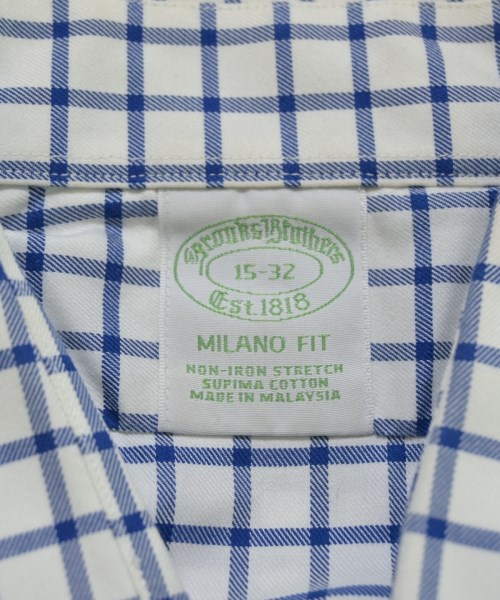 Brooks Brothers
15-32
Est. 1818
MILANO FIT
NON-IRON STRETCH
SUPIMA COTTON
MADE IN MALAYSIA